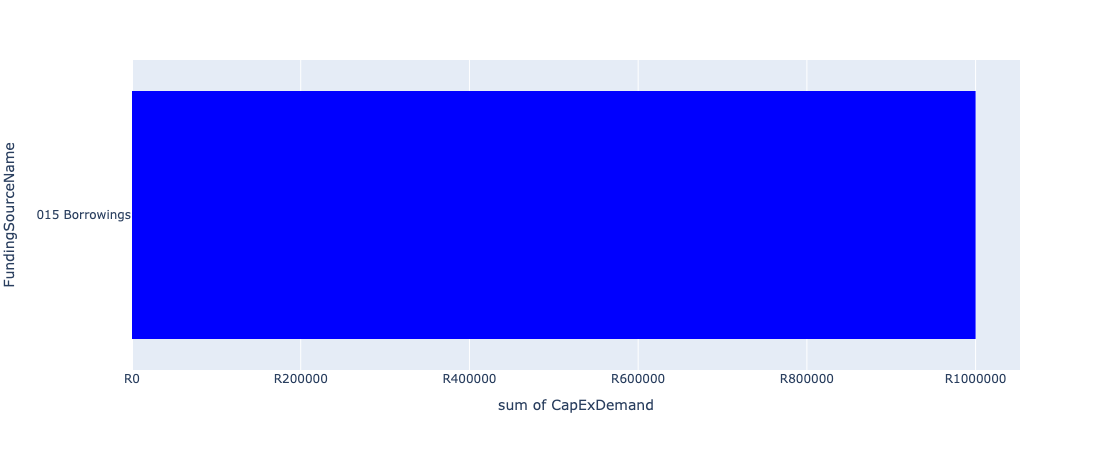 FundingSourceName
015 Borrowings
R0
R200000
R400000
R600000
R800000
R1000000
sum of CapExDemand